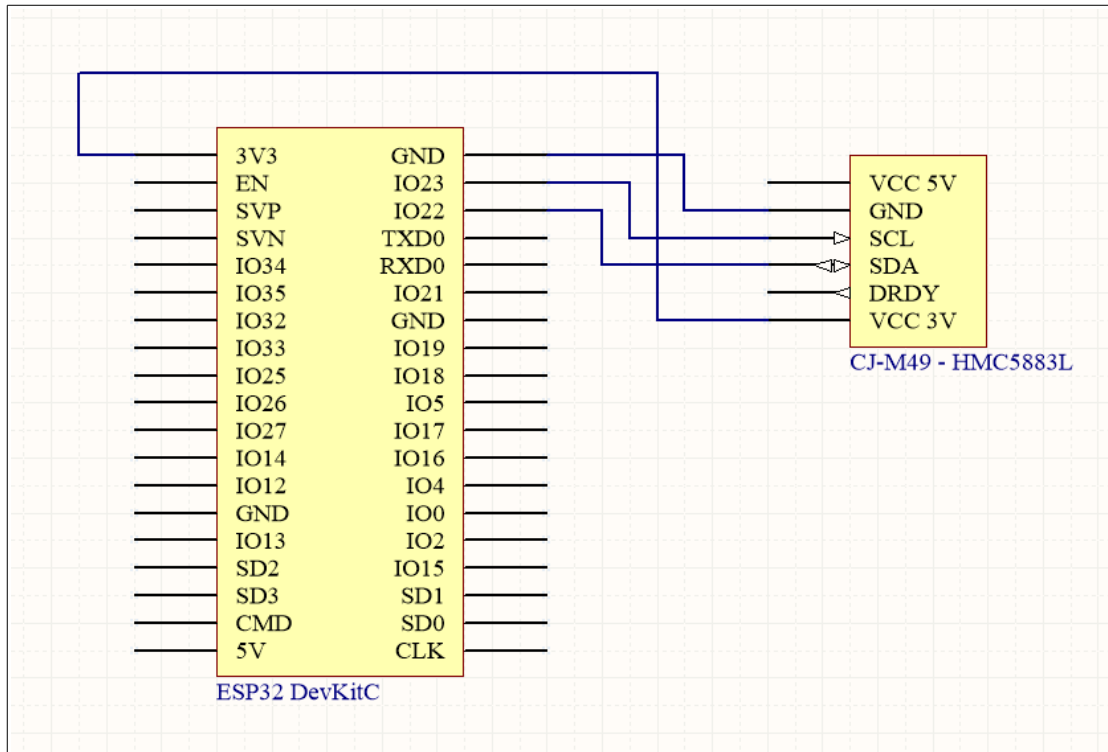 3V3 GND
EN IO23
SVP IO22
SVN TXD0
IO34 RXD0
IO35 IO21
IO32 GND
IO33 IO19
IO25 IO18
IO26 IO5
IO27 IO17
IO14 IO16
IO12 IO4
GND IO0
IO13 IO2
SD2 IO15
SD3 SD1
CMD SD0
5V CLK
ESP32 DevKitC
VCC 5V
GND
SCL
SDA
DRDY
VCC 3V
CJ-M49 - HMC5883L